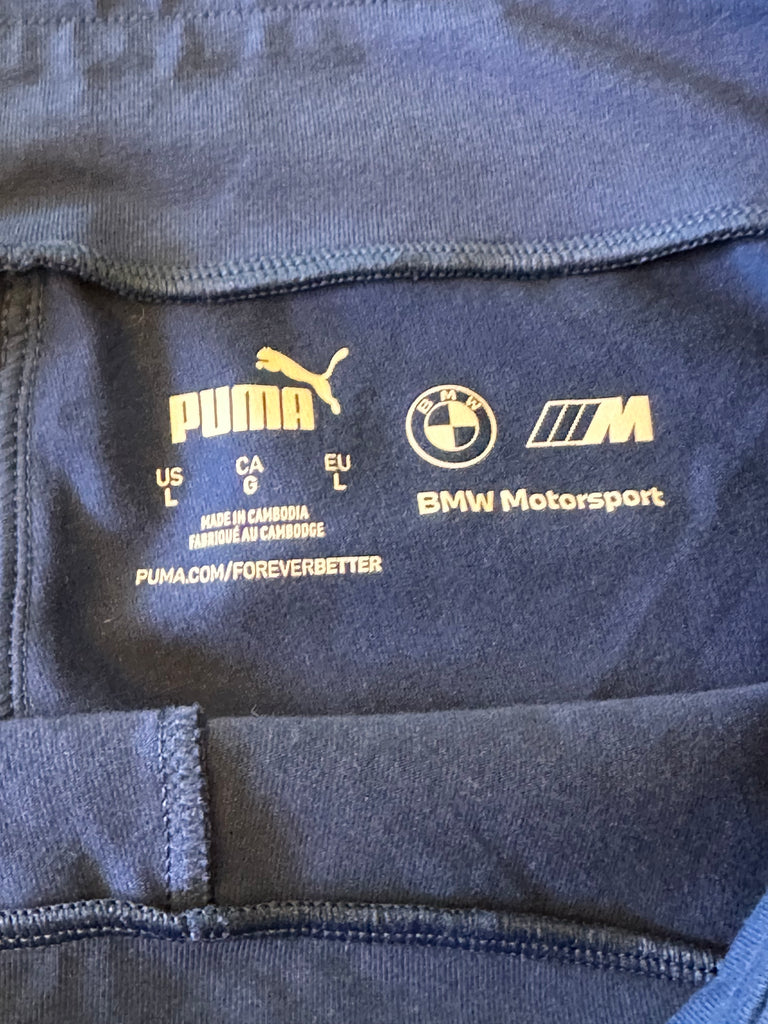 PUMA
US CA EU
L G L
MADE IN CAMBODIA
FABRIQUÉ AU CAMBODGE
PUMA.COM/FOREVERBETTER
BMW
M
BMW Motorsport